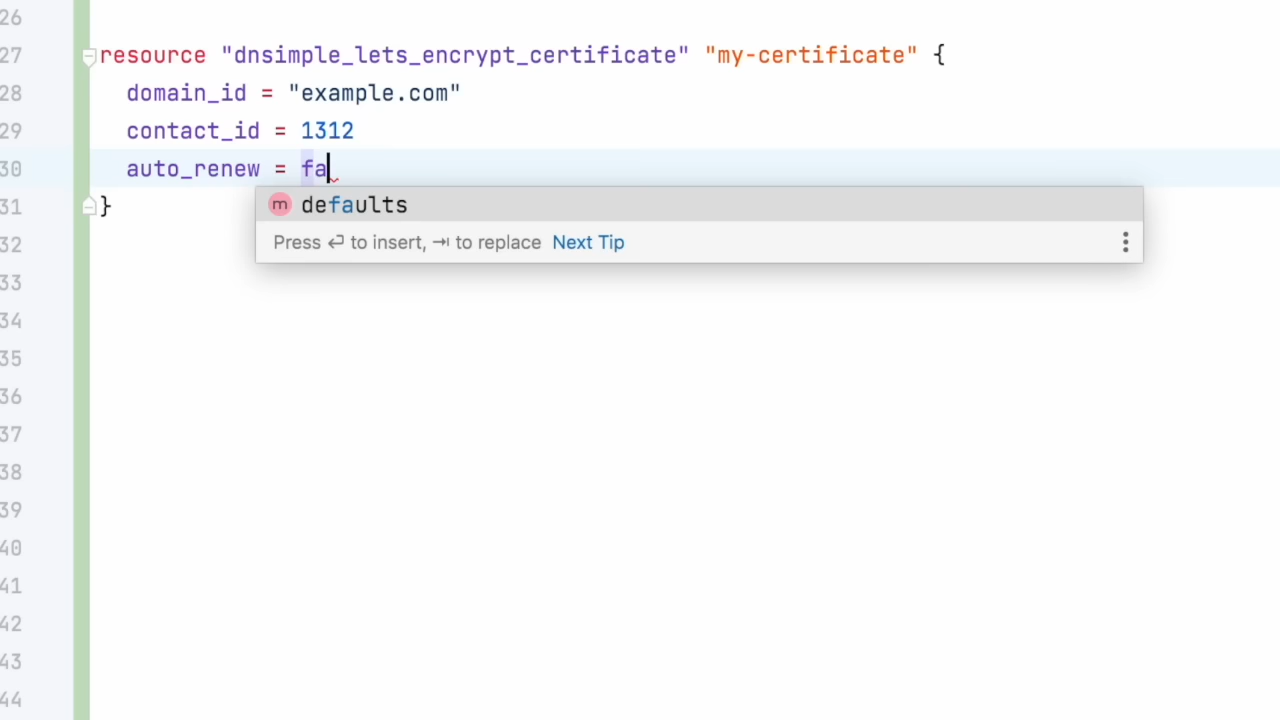 26
27 resource "dnsimple_lets_encrypt_certificate" "my-certificate" {
28 domain_id = "example.com"
29 contact_id = 1312
30 auto_renew = fa
m defaults
31 }
Press ↵ to insert, ⇥ to replace Next Tip
32
33
34
35
36
37
38
39
40
41
42
43
44